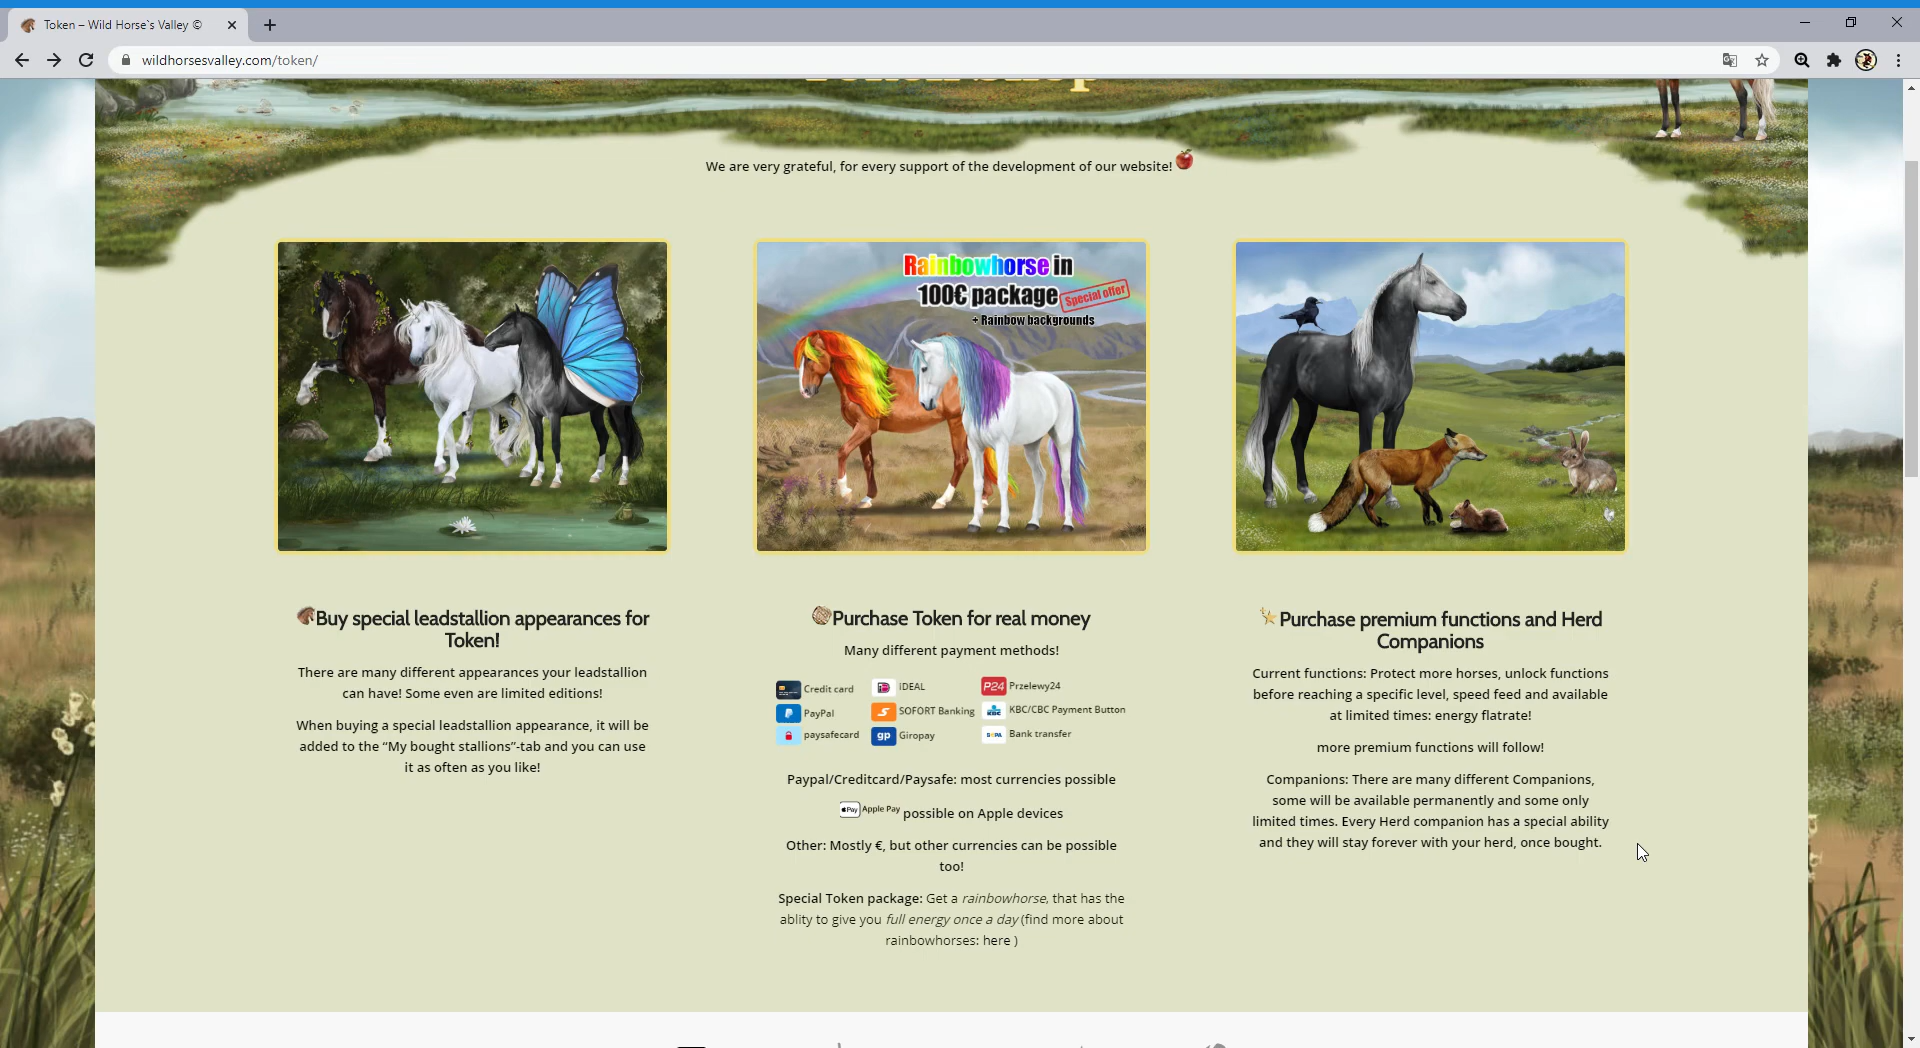 Token – Wild Horse`s Valley ©
wildhorsesvalley.com/token/
We are very grateful, for every support of the development of our website!
Rainbowhorse in
100€ package
Special offer
+ Rainbow backgrounds
Buy special leadstallion appearances for
Token!
There are many different appearances your leadstallion
can have! Some even are limited editions!
When buying a special leadstallion appearance, it will be
added to the “My bought stallions”-tab and you can use
it as often as you like!
Purchase Token for real money
Many different payment methods!
Credit card
iDEAL
P24 Przelewy24
PayPal
SOFORT Banking
KBC KBC/CBC Payment Button
paysafecard
gp Giropay
SEPA Bank transfer
Paypal/Creditcard/Paysafe: most currencies possible
Pay Apple Pay possible on Apple devices
Other: Mostly €, but other currencies can be possible
too!
Special Token package: Get a rainbowhorse, that has the
ablity to give you full energy once a day (find more about
rainbowhorses: here )
Purchase premium functions and Herd
Companions
Current functions: Protect more horses, unlock functions
before reaching a specific level, speed feed and available
at limited times: energy flatrate!
more premium functions will follow!
Companions: There are many different Companions,
some will be available permanently and some only
limited times. Every Herd companion has a special ability
and they will stay forever with your herd, once bought.